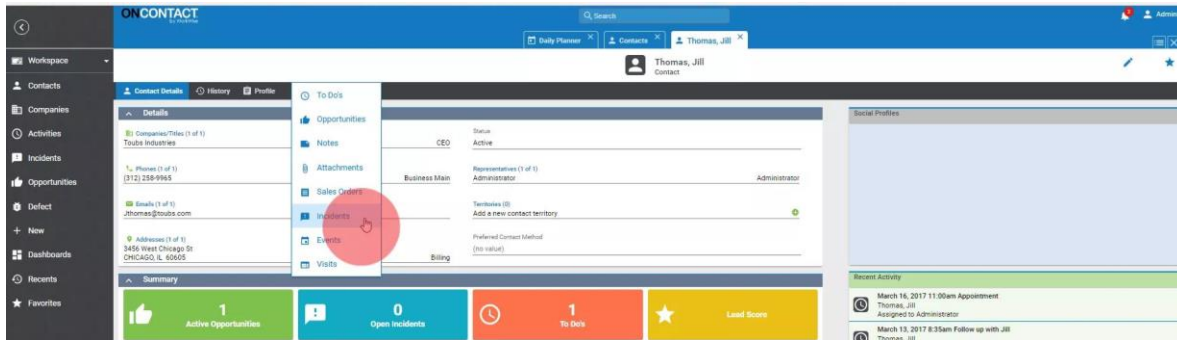 ONCONTACT
Search
3
Admin
Daily Planner
Contacts
Thomas, Jill
Workspace
Contacts
Companies
Activities
Incidents
Opportunities
Defect
New
Dashboards
Recents
Favorites
Thomas, Jill
Contact
Contact Details
History
Profile
To Do's
Opportunities
Notes
Attachments
Sales Orders
Incidents
Events
Visits
Details
Companies/Titles (1 of 1)
Toubs Industries
CEO
Phones (1 of 1)
(312) 258-9965
Business Main
Emails (1 of 1)
Jthomas@toubs.com
Addresses (1 of 1)
3456 West Chicago St
CHICAGO, IL 60605
Billing
Status
Active
Representatives (1 of 1)
Administrator
Administrator
Territories (0)
Add a new contact territory
Preferred Contact Method
(no value)
Summary
1
Active Opportunities
0
Open Incidents
1
To Do's
Lead Score
Social Profiles
Recent Activity
March 16, 2017 11:00am Appointment
Thomas, Jill
Assigned to Administrator
March 13, 2017 8:35am Follow up with Jill
Thomas, Jill